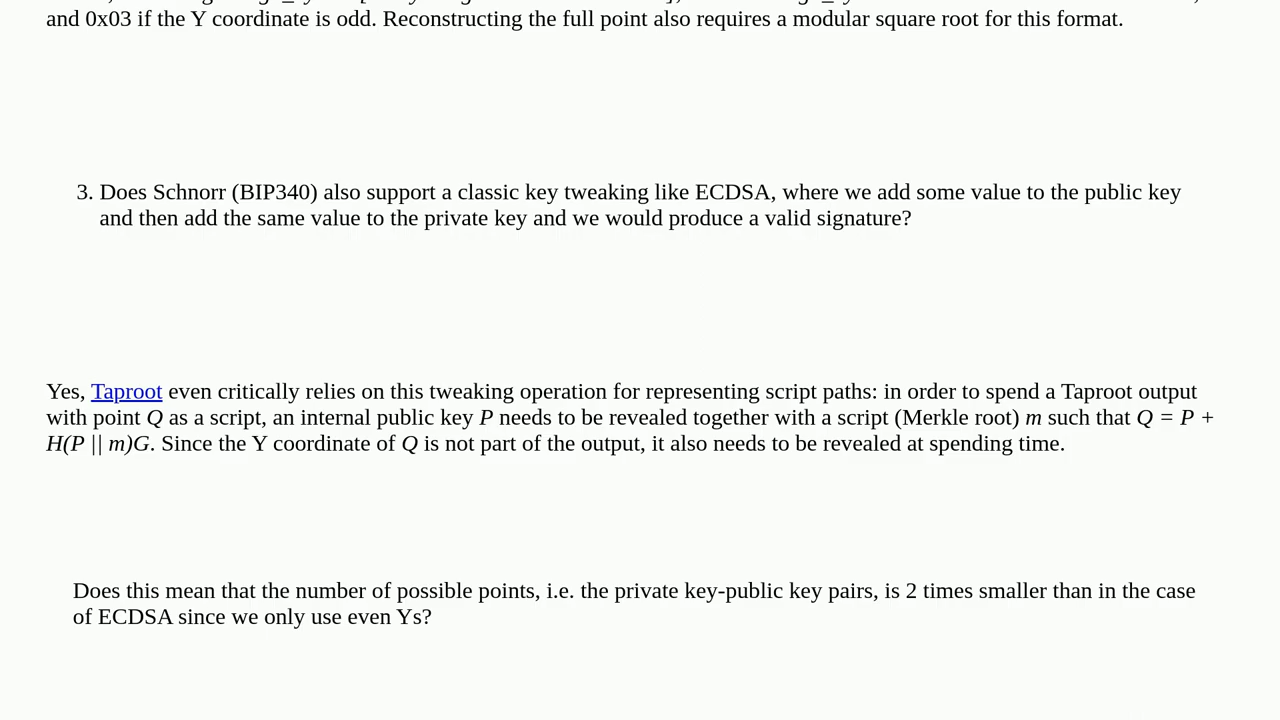 and 0x03 if the Y coordinate is odd. Reconstructing the full point also requires a modular square root for this format.
3. Does Schnorr (BIP340) also support a classic key tweaking like ECDSA, where we add some value to the public key
and then add the same value to the private key and we would produce a valid signature?
Yes, Taproot even critically relies on this tweaking operation for representing script paths: in order to spend a Taproot output
with point Q as a script, an internal public key P needs to be revealed together with a script (Merkle root) m such that Q = P +
H(P || m)G. Since the Y coordinate of Q is not part of the output, it also needs to be revealed at spending time.
Does this mean that the number of possible points, i.e. the private key-public key pairs, is 2 times smaller than in the case
of ECDSA since we only use even Ys?